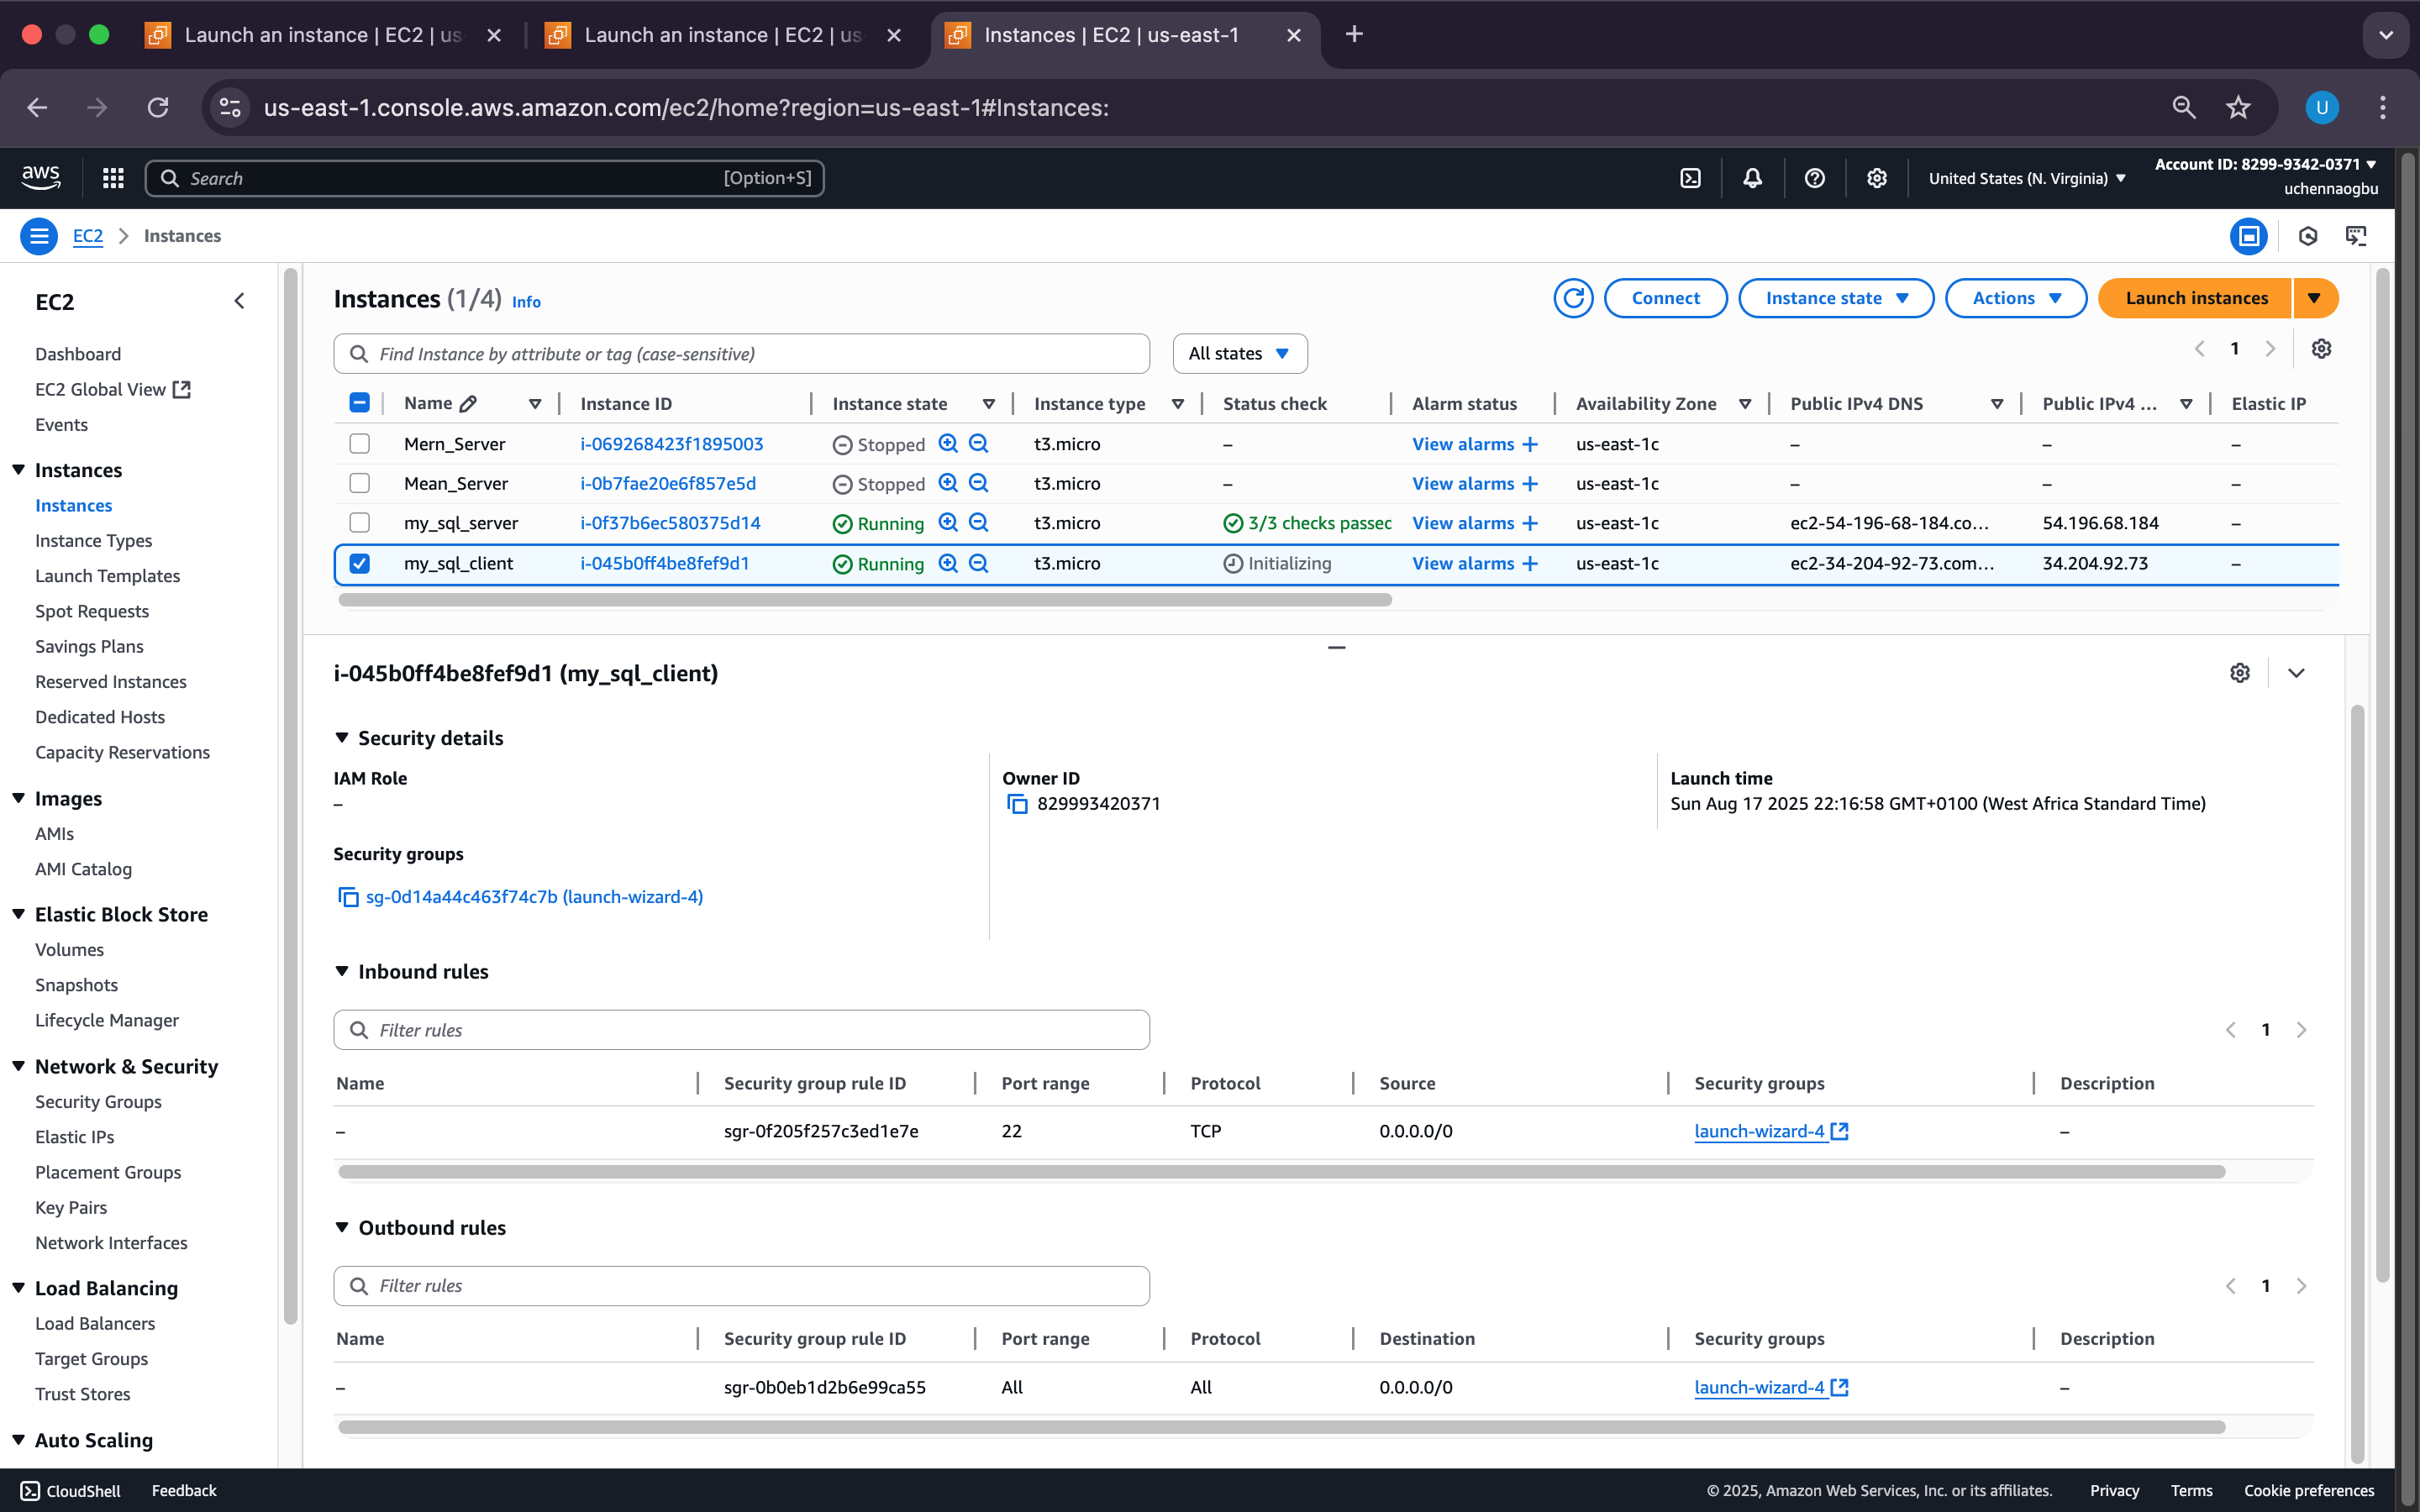 Launch an instance | EC2 | us-
Launch an instance | EC2 | us-
Instances | EC2 | us-east-1
us-east-1.console.aws.amazon.com/ec2/home?region=us-east-1#Instances:
U
aws
Search
[Option+S]
United States (N. Virginia)
Account ID: 8299-9342-0371
uchennaogbu
EC2 > Instances
EC2
Dashboard
EC2 Global View
Events
Instances
Instances
Instance Types
Launch Templates
Spot Requests
Savings Plans
Reserved Instances
Dedicated Hosts
Capacity Reservations
Images
AMIs
AMI Catalog
Elastic Block Store
Volumes
Snapshots
Lifecycle Manager
Network & Security
Security Groups
Elastic IPs
Placement Groups
Key Pairs
Network Interfaces
Load Balancing
Load Balancers
Target Groups
Trust Stores
Auto Scaling
Instances (1/4) Info
Connect
Instance state
Actions
Launch instances
Find Instance by attribute or tag (case-sensitive)
All states
1
Name Instance ID Instance state Instance type Status check Alarm status Availability Zone Public IPv4 DNS Public IPv4 ... Elastic IP
Mern_Server i-069268423f1895003 Stopped t3.micro – View alarms + us-east-1c – – –
Mean_Server i-0b7fae20e6f857e5d Stopped t3.micro – View alarms + us-east-1c – – –
my_sql_server i-0f37b6ec580375d14 Running t3.micro 3/3 checks passed View alarms + us-east-1c ec2-54-196-68-184.co... 54.196.68.184 –
my_sql_client i-045b0ff4be8fef9d1 Running t3.micro Initializing View alarms + us-east-1c ec2-34-204-92-73.com... 34.204.92.73 –
i-045b0ff4be8fef9d1 (my_sql_client)
Security details
IAM Role
–
Owner ID
829993420371
Launch time
Sun Aug 17 2025 22:16:58 GMT+0100 (West Africa Standard Time)
Security groups
sg-0d14a44c463f74c7b (launch-wizard-4)
Inbound rules
Filter rules
1
Name Security group rule ID Port range Protocol Source Security groups Description
– sgr-0f205f257c3ed1e7e 22 TCP 0.0.0.0/0 launch-wizard-4 –
Outbound rules
Filter rules
1
Name Security group rule ID Port range Protocol Destination Security groups Description
– sgr-0b0eb1d2b6e99ca55 All All 0.0.0.0/0 launch-wizard-4 –
CloudShell
Feedback
© 2025, Amazon Web Services, Inc. or its affiliates.
Privacy
Terms
Cookie preferences